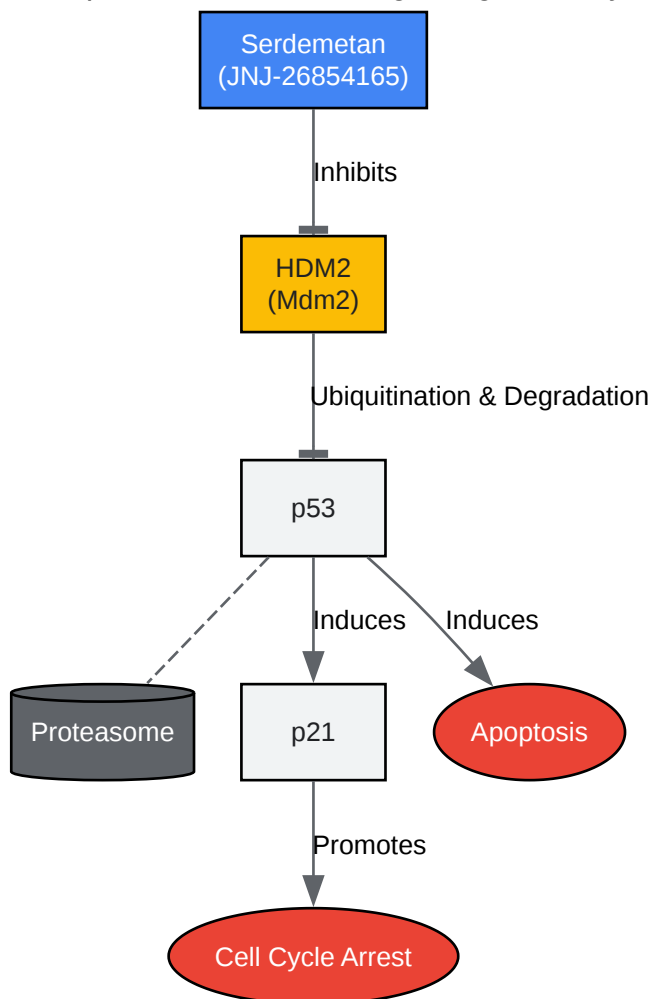 Serdemetan
(JNJ-26854165)
Inhibits
HDM2
(Mdm2)
Ubiquitination & Degradation
p53
Induces
Induces
Proteasome
p21
Apoptosis
Promotes
Cell Cycle Arrest